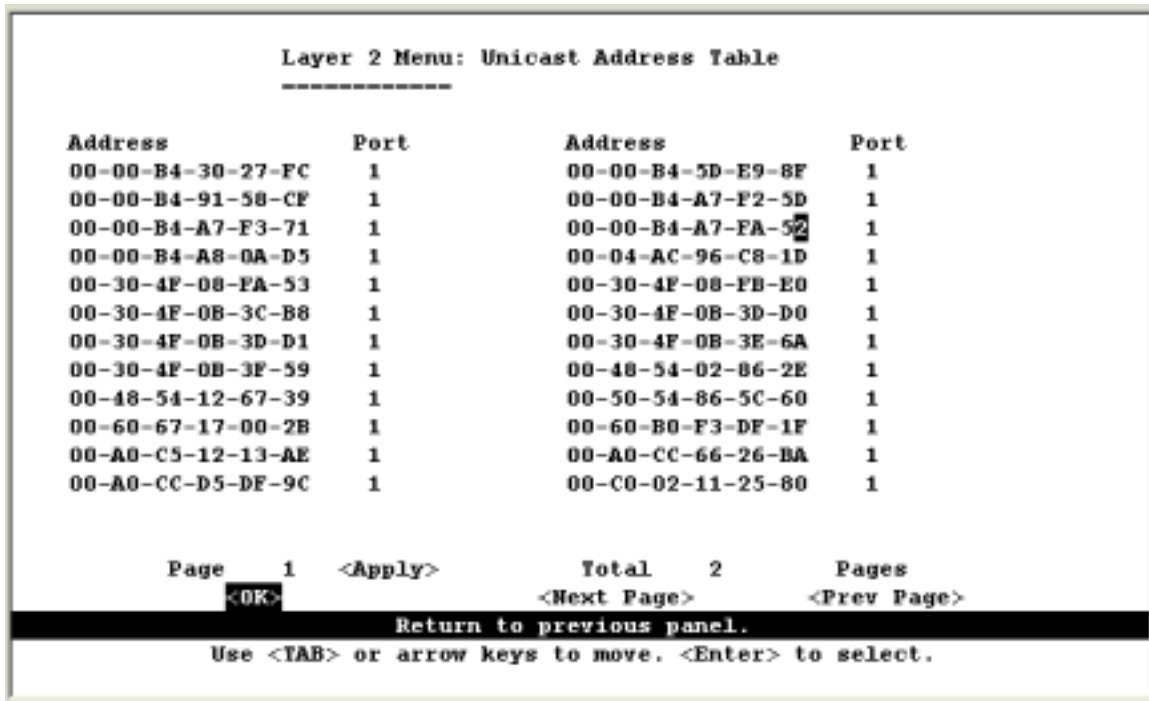 Layer 2 Menu: Unicast Address Table
------------
Address Port Address Port
00-00-B4-30-27-FC 1 00-00-B4-5D-E9-8F 1
00-00-B4-91-58-CF 1 00-00-B4-A7-F2-5D 1
00-00-B4-A7-F3-71 1 00-00-B4-A7-FA-52 1
00-00-B4-A8-0A-D5 1 00-04-AC-96-C8-1D 1
00-30-4F-08-FA-53 1 00-30-4F-08-FB-E0 1
00-30-4F-0B-3C-B8 1 00-30-4F-0B-3D-D0 1
00-30-4F-0B-3D-D1 1 00-30-4F-0B-3E-6A 1
00-30-4F-0B-3F-59 1 00-48-54-02-86-2E 1
00-48-54-12-67-39 1 00-50-54-86-5C-60 1
00-60-67-17-00-2B 1 00-60-B0-F3-DF-1F 1
00-A0-C5-12-13-AE 1 00-A0-CC-66-26-BA 1
00-A0-CC-D5-DF-9C 1 00-C0-02-11-25-80 1
Page 1 <Apply> Total 2 Pages
<OK> <Next Page> <Prev Page>
Return to previous panel.
Use <TAB> or arrow keys to move. <Enter> to select.